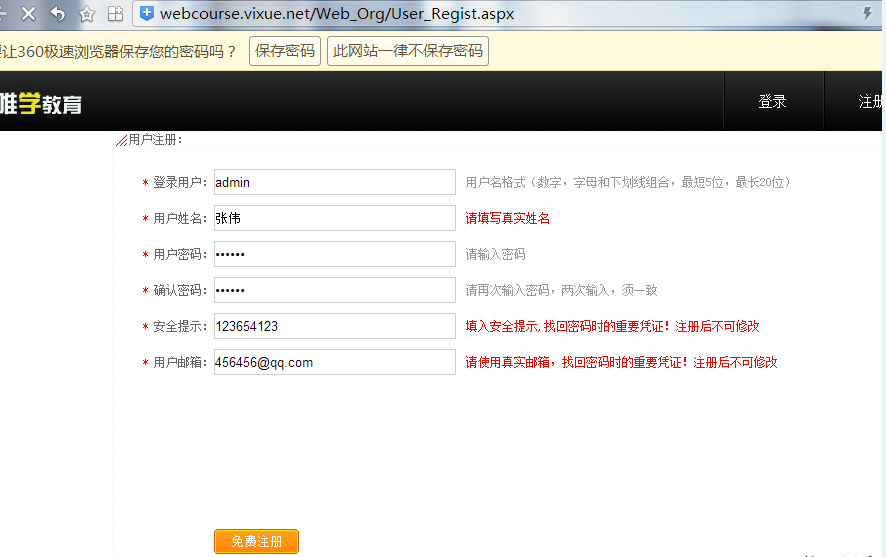 webcourse.vixue.net/Web_Org/User_Regist.aspx
让360极速浏览器保存您的密码吗？ 保存密码 此网站一律不保存密码
唯学教育 登录 注册
用户注册：
* 登录用户： admin 用户名格式（数字，字母和下划线组合，最短5位，最长20位）
* 用户姓名： 张伟 请填写真实姓名
* 用户密码： •••••• 请输入密码
* 确认密码： •••••• 请再次输入密码，两次输入，须一致
* 安全提示： 123654123 填入安全提示,找回密码时的重要凭证！注册后不可修改
* 用户邮箱： 456456@qq.com 请使用真实邮箱，找回密码时的重要凭证！注册后不可修改
免费注册